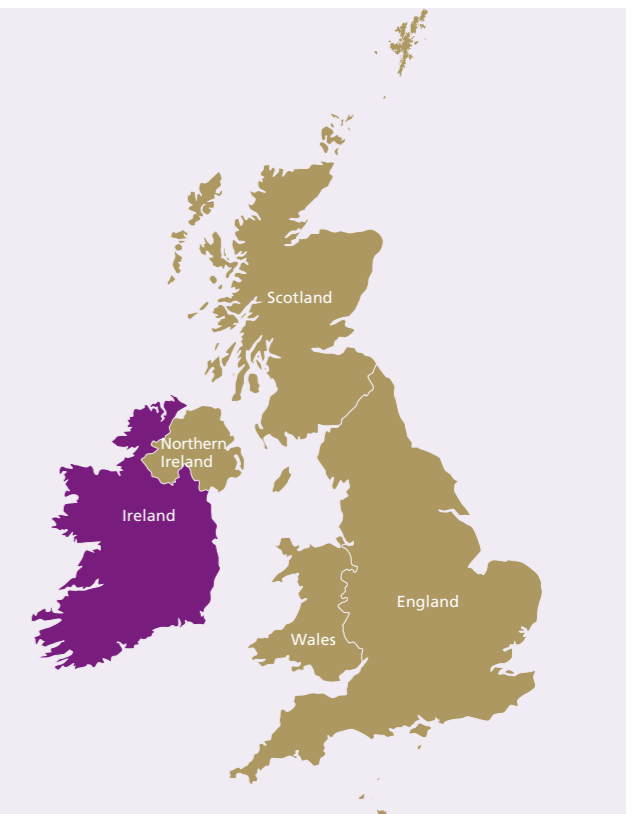 Scotland
Northern
Ireland
Ireland
England
Wales